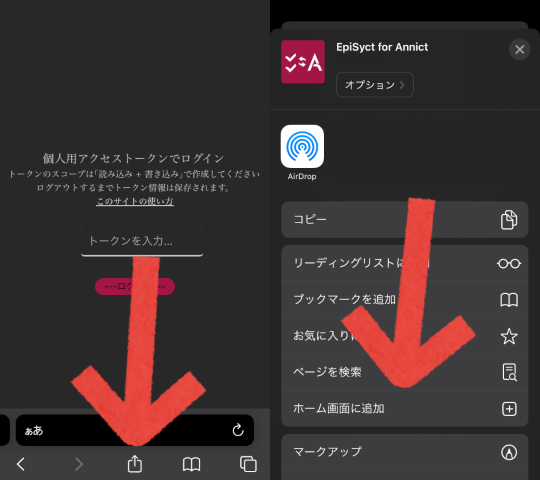 個人用アクセストークンでログイン
トークンのスコープは「読み込み + 書き込み」で作成してください
ログアウトするまでトークン情報は保存されます。
このサイトの使い方
トークンを入力...
ぁあ
EpiSyct for Annict
オプション
AirDrop
コピー
リーディングリストに
ブックマークを追加
お気に入り
ページを検索
ホーム画面に追加
マークアップ